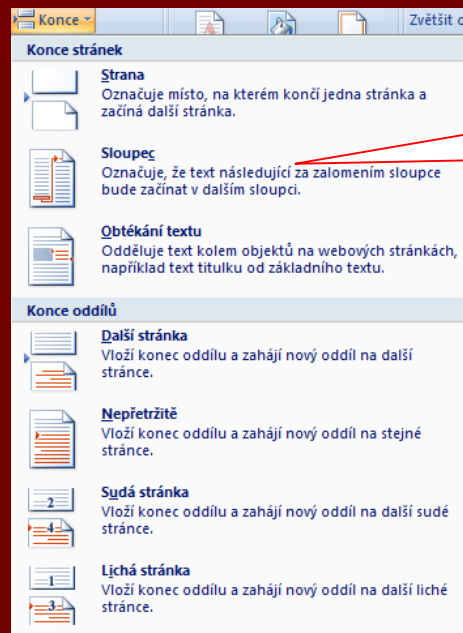 Konce
Zvětšit o
Konce stránek
Strana
Označuje místo, na kterém končí jedna stránka a
začíná další stránka.
Sloupec
Označuje, že text následující za zalomením sloupce
bude začínat v dalším sloupci.
Obtékání textu
Odděluje text kolem objektů na webových stránkách,
například text titulku od základního textu.
Konce oddílů
Další stránka
Vloží konec oddílu a zahájí nový oddíl na další
stránce.
Nepřetržitě
Vloží konec oddílu a zahájí nový oddíl na stejné
stránce.
Sudá stránka
Vloží konec oddílu a zahájí nový oddíl na další sudé
stránce.
2
4
Lichá stránka
Vloží konec oddílu a zahájí nový oddíl na další liché
stránce.
1
3